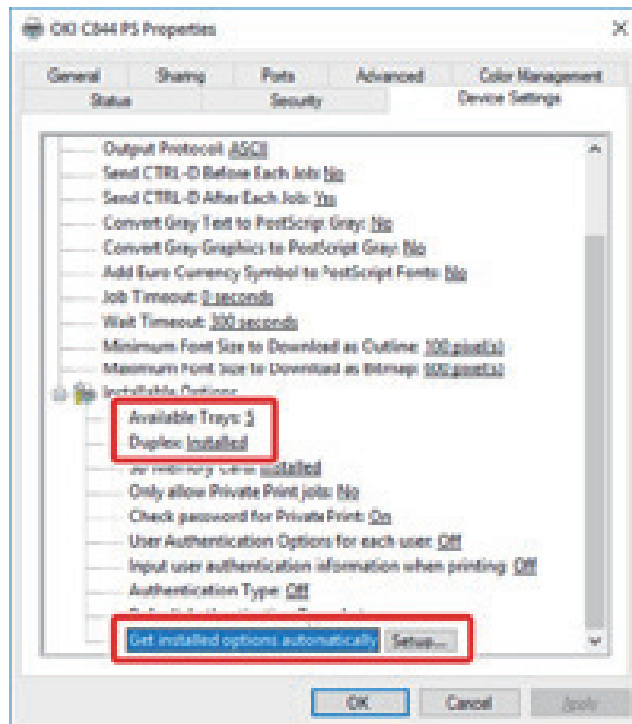 OKI C844 PS Properties
General Sharing Ports Advanced Color Management
Status Security Device Settings
Output Protocol: ASCII
Send CTRL-D Before Each Job: No
Send CTRL-D After Each Job: Yes
Convert Gray Text to PostScript Gray: No
Convert Gray Graphics to PostScript Gray: No
Add Euro Currency Symbol to PostScript Fonts: No
Job Timeout: 0 seconds
Wait Timeout: 300 seconds
Minimum Font Size to Download as Outline: 100 pixel(s)
Maximum Font Size to Download as Bitmap: 600 pixel(s)
Installable Options
Available Trays: 5
Duplex: Installed
SD Memory Card: Installed
Only allow Private Print jobs: No
Check password for Private Print: On
User Authentication Options for each user: Off
Input user authentication information when printing: Off
Authentication Type: Off
Get installed options automatically Setup...
OK Cancel Apply